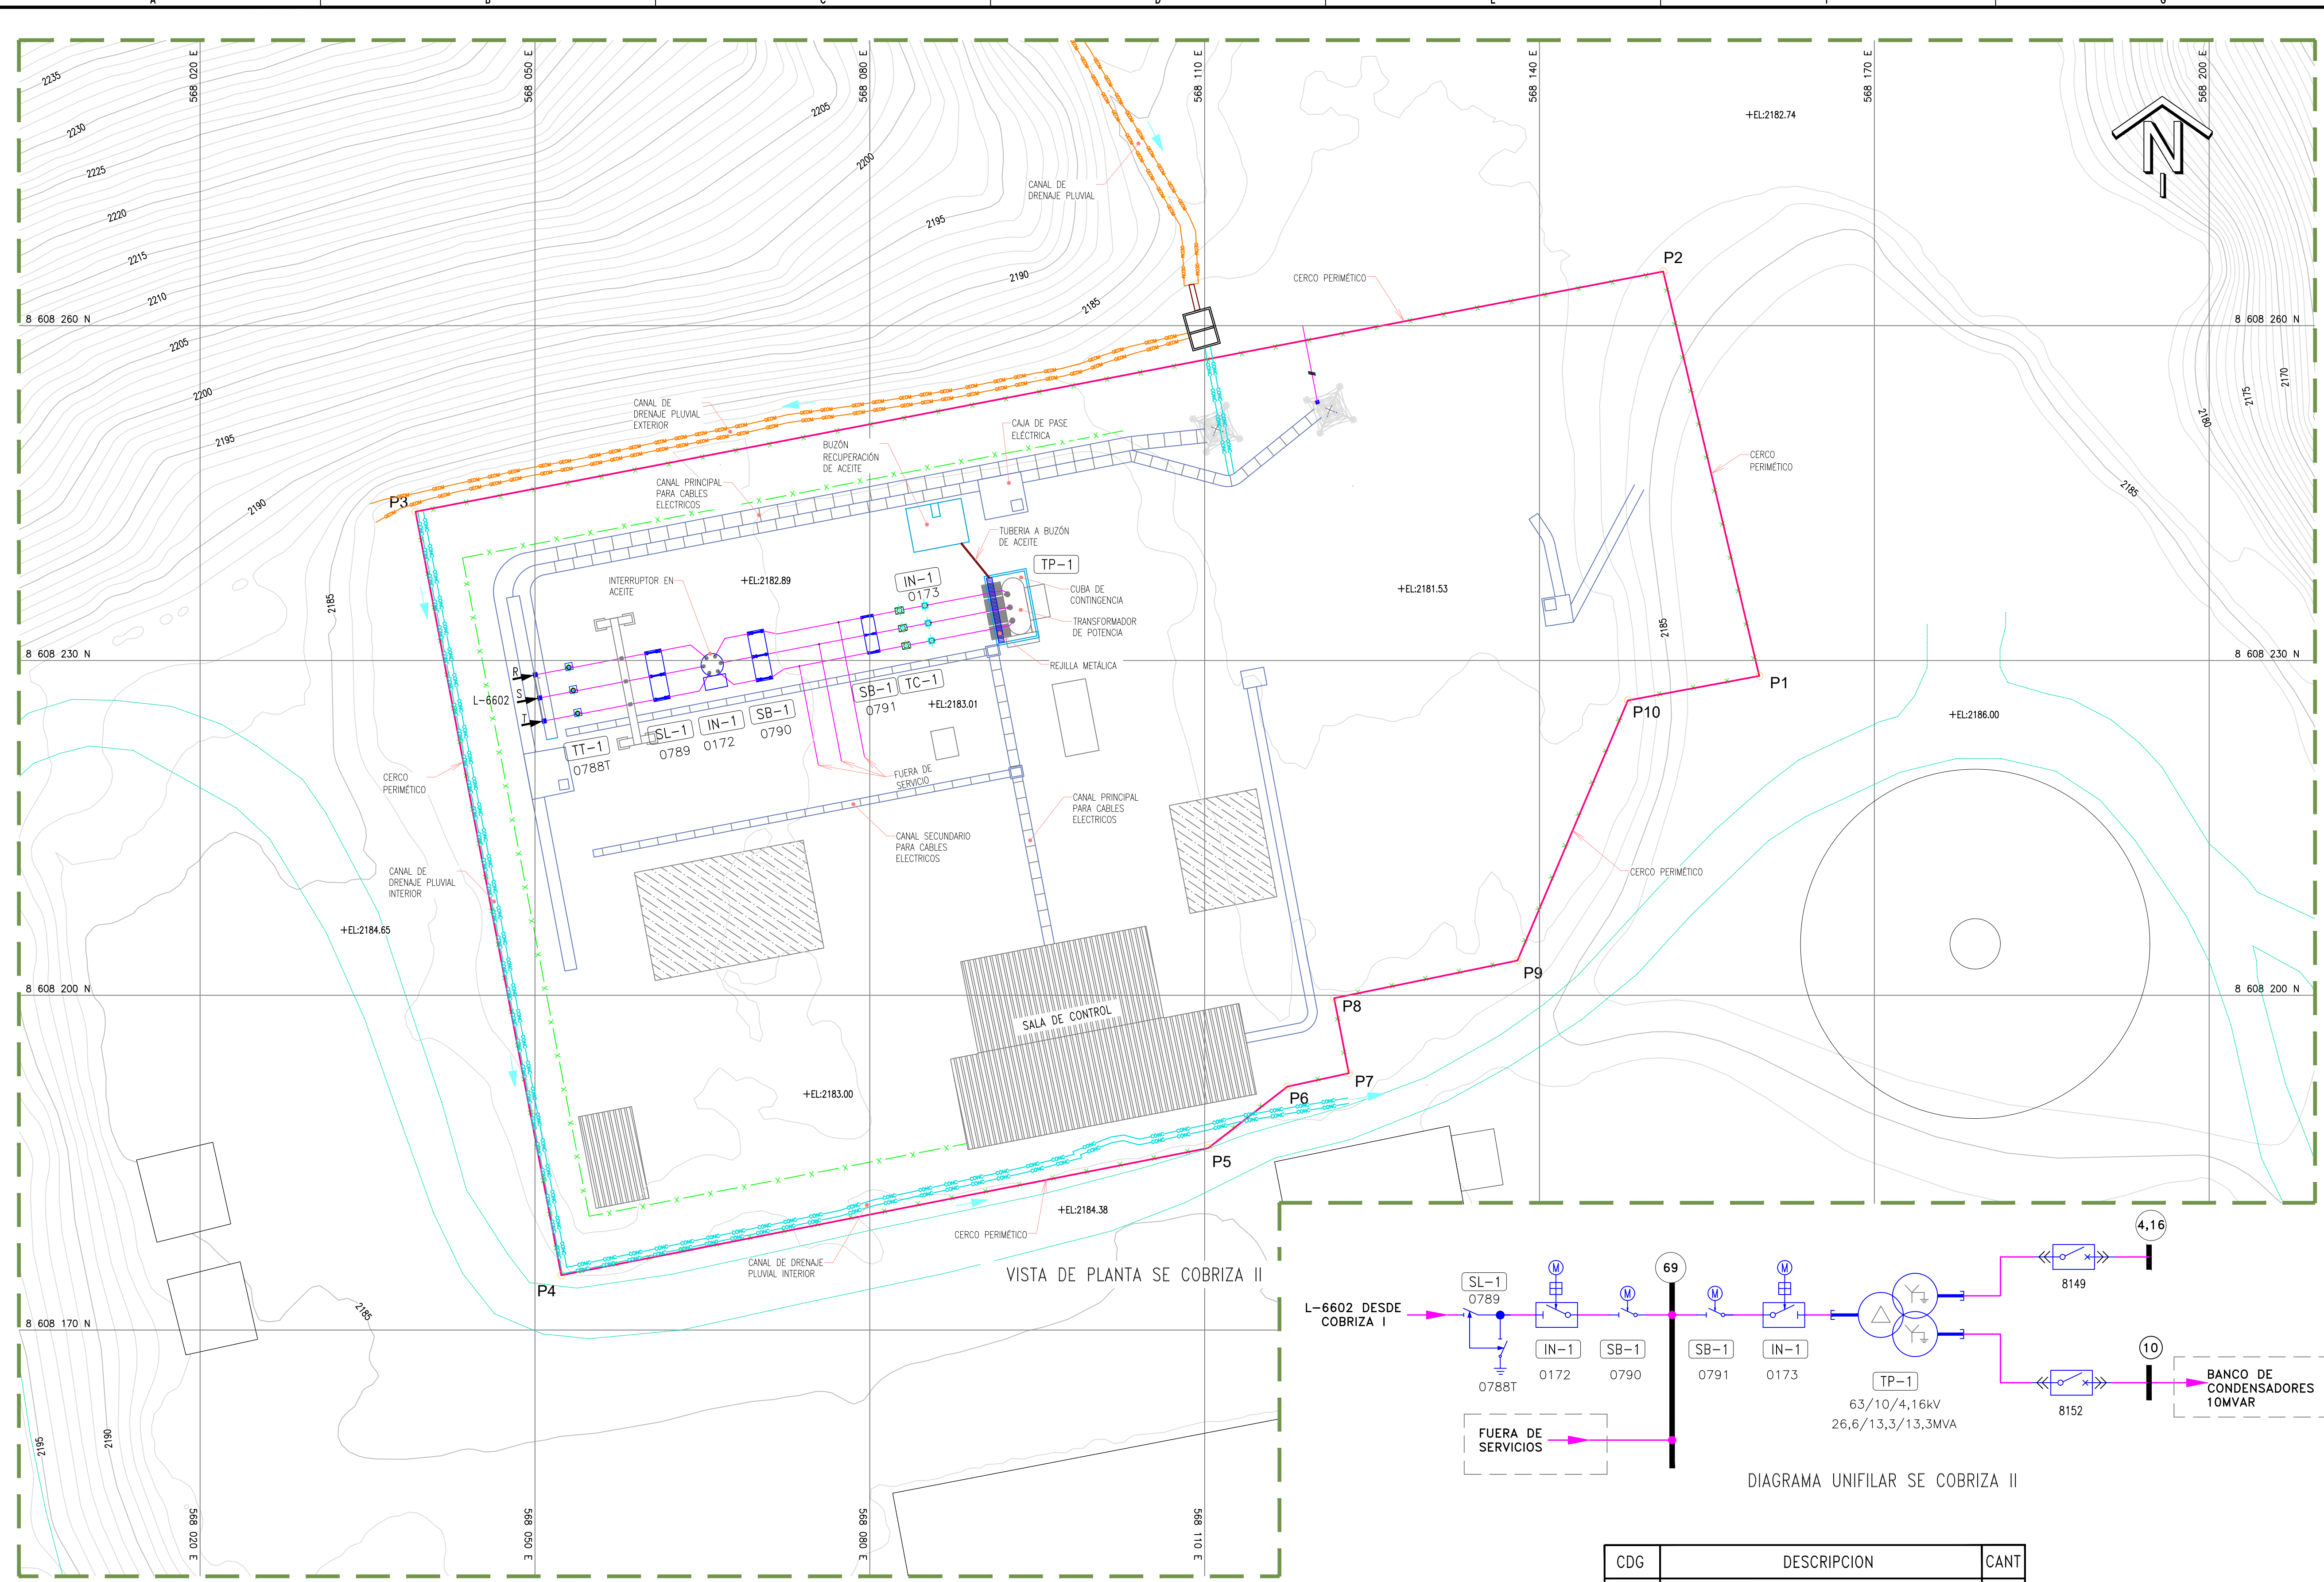 A
B
C
D
E
F
G
568 020 E
568 050 E
568 080 E
568 110 E
568 140 E
568 170 E
568 200 E
2235
2230
2225
2220
2215
2210
2205
2200
2195
2190
2205
2200
2195
2190
2185
N
+EL:2182.74
CANAL DE
DRENAJE PLUVIAL
P2
CERCO PERIMÉTICO
8 608 260 N
8 608 260 N
2170
2175
2180
2185
CANAL DE
DRENAJE PLUVIAL
EXTERIOR
CAJA DE PASE
ELÉCTRICA
BUZÓN
RECUPERACIÓN
DE ACEITE
CERCO
PERIMÉTICO
P3
CANAL PRINCIPAL
PARA CABLES
ELECTRICOS
TUBERIA A BUZÓN
DE ACEITE
TP-1
INTERRUPTOR EN
ACEITE
+EL:2182.89
IN-1
0173
CUBA DE
CONTINGENCIA
+EL:2181.53
2185
2185
TRANSFORMADOR
DE POTENCIA
8 608 230 N
8 608 230 N
REJILLA METÁLICA
R
S
T
L-6602
P1
P10
SB-1
0791
TC-1
+EL:2183.01
+EL:2186.00
TT-1
0788T
SL-1
0789
IN-1
0172
SB-1
0790
FUERA DE
SERVICIO
CERCO
PERIMÉTICO
CANAL PRINCIPAL
PARA CABLES
ELECTRICOS
CANAL SECUNDARIO
PARA CABLES
ELECTRICOS
CANAL DE
DRENAJE PLUVIAL
INTERIOR
CERCO PERIMÉTICO
+EL:2184.65
P9
8 608 200 N
8 608 200 N
P8
SALA DE CONTROL
P7
+EL:2183.00
P6
P5
+EL:2184.38
CERCO PERIMÉTICO
CANAL DE DRENAJE
PLUVIAL INTERIOR
P4
VISTA DE PLANTA SE COBRIZA II
2185
8 608 170 N
2195
2190
568 020 E
568 050 E
568 080 E
568 110 E
4,16
8149
L-6602 DESDE
COBRIZA I
SL-1
0789
M
M
69
M
M
0788T
IN-1
0172
SB-1
0790
SB-1
0791
IN-1
0173
TP-1
63/10/4,16kV
26,6/13,3/13,3MVA
10
8152
BANCO DE
CONDENSADORES
10MVAR
FUERA DE
SERVICIOS
DIAGRAMA UNIFILAR SE COBRIZA II
CDG DESCRIPCION CANT